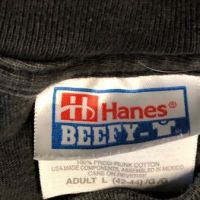 Hanes®
BEEFY-T
100% PRESHRUNK COTTON
USA MADE COMPONENTS, ASSEMBLED IN MEXICO
CARE ON REVERSE
ADULT L (42-44)/G/G